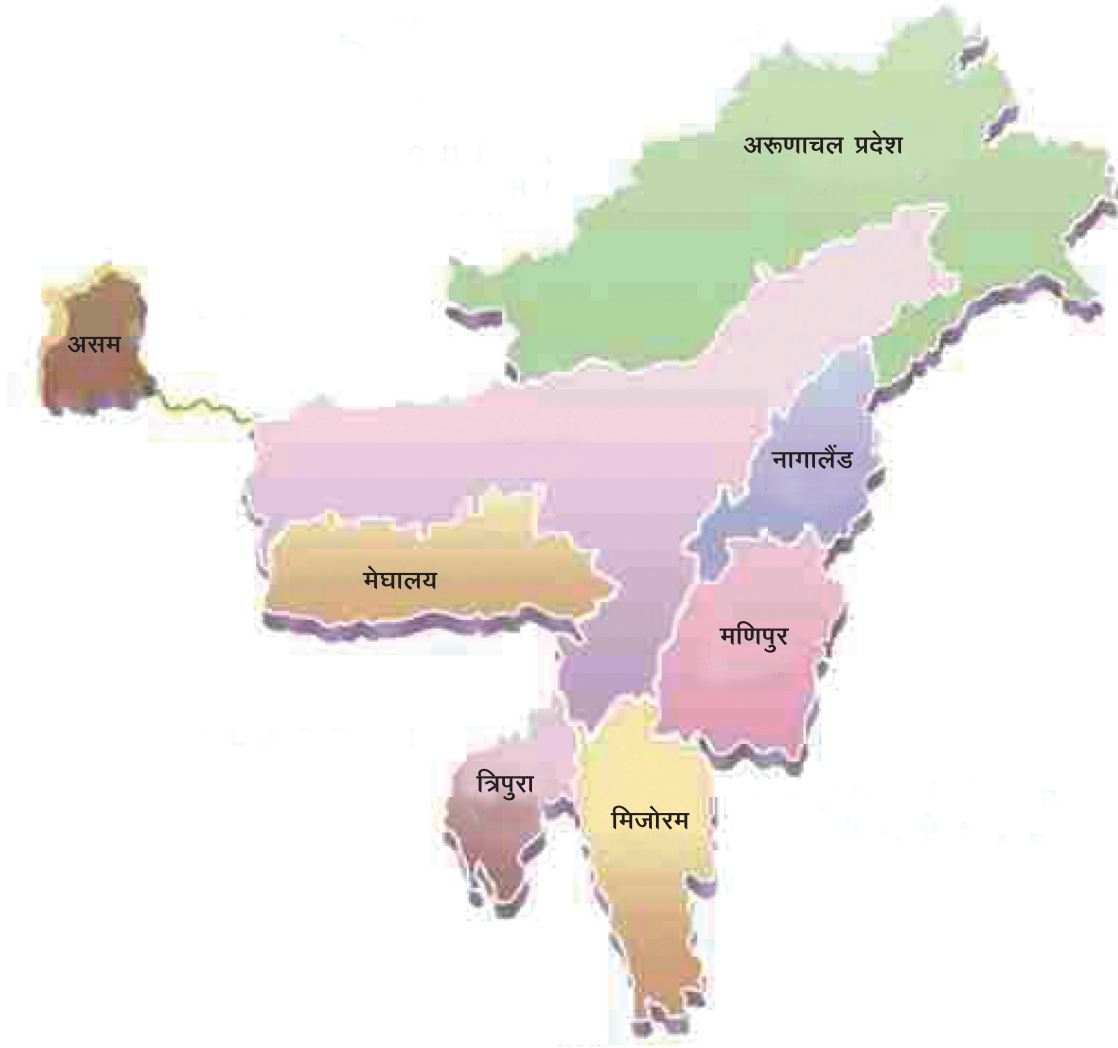 अरूणाचल प्रदेश
असम
नागालैंड
मेघालय
मणिपुर
त्रिपुरा
मिजोरम